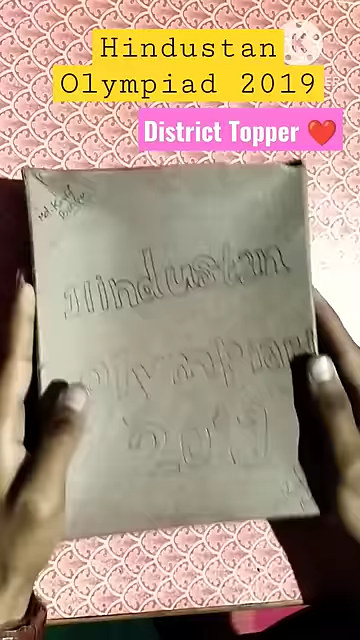 Hindustan
Olympiad 2019
District Topper ❤️
Hindustan
Olympiad
2019